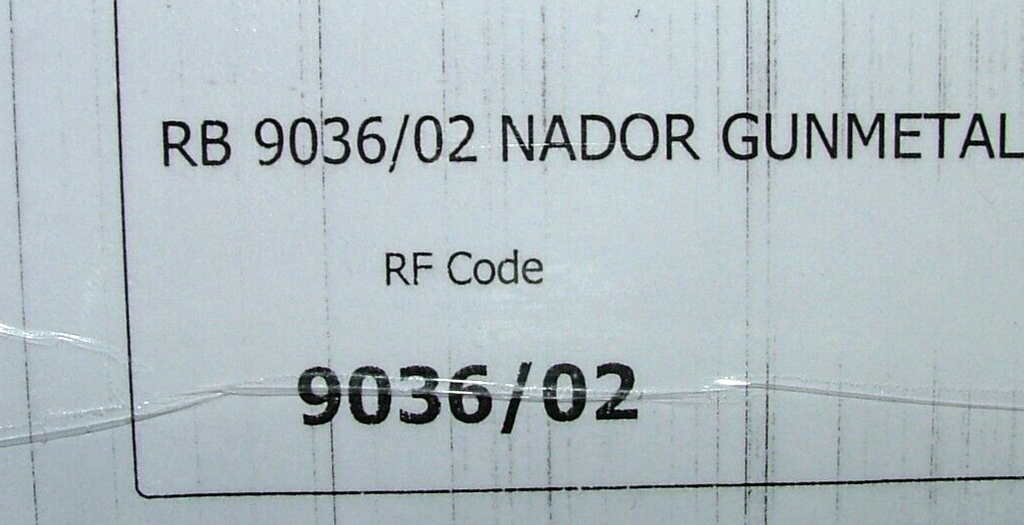 RB 9036/02 NADOR GUNMETAL
RF Code
9036/02